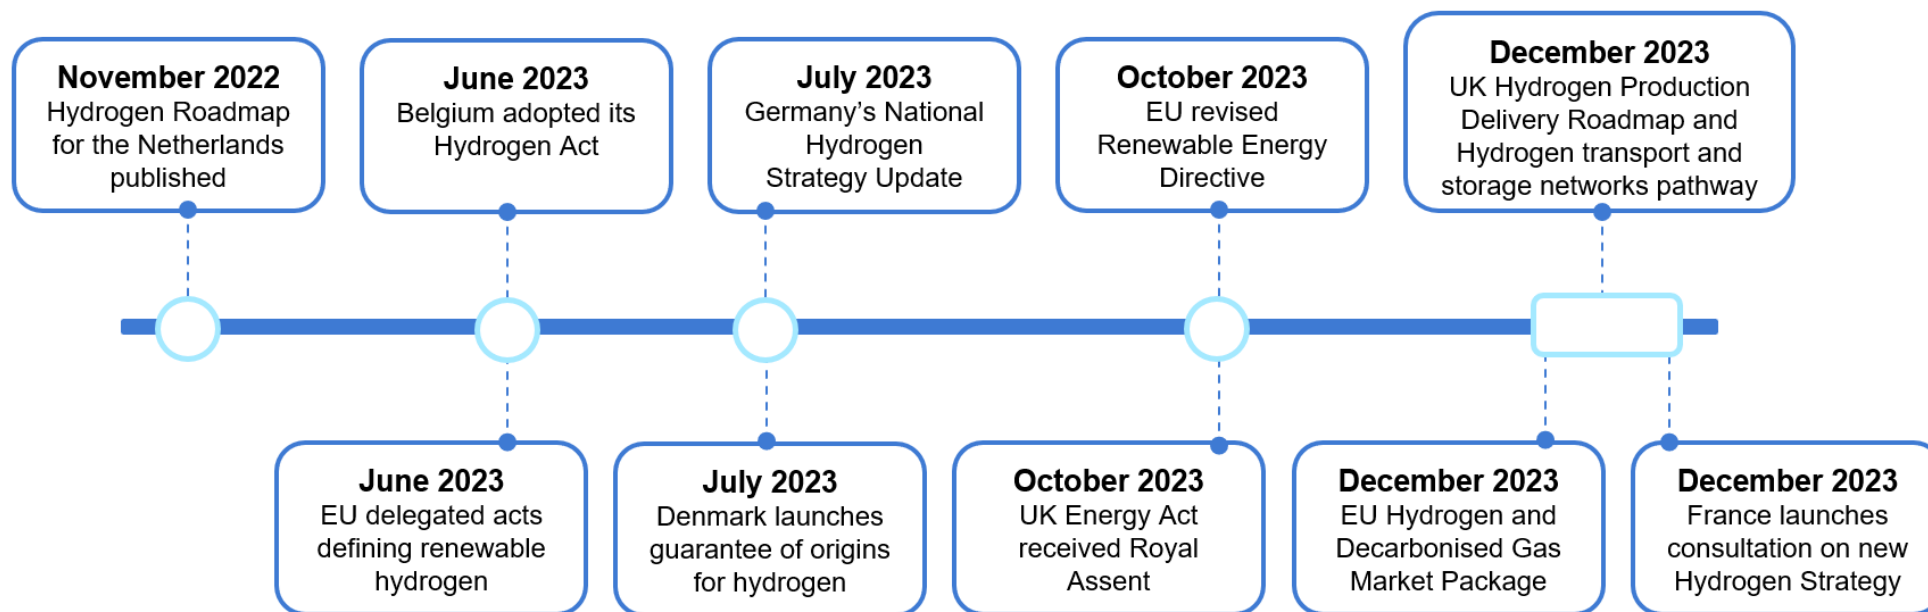 November 2022
Hydrogen Roadmap
for the Netherlands
published
June 2023
Belgium adopted its
Hydrogen Act
July 2023
Germany’s National
Hydrogen
Strategy Update
October 2023
EU revised
Renewable Energy
Directive
December 2023
UK Hydrogen Production
Delivery Roadmap and
Hydrogen transport and
storage networks pathway
June 2023
EU delegated acts
defining renewable
hydrogen
July 2023
Denmark launches
guarantee of origins
for hydrogen
October 2023
UK Energy Act
received Royal
Assent
December 2023
EU Hydrogen and
Decarbonised Gas
Market Package
December 2023
France launches
consultation on new
Hydrogen Strategy